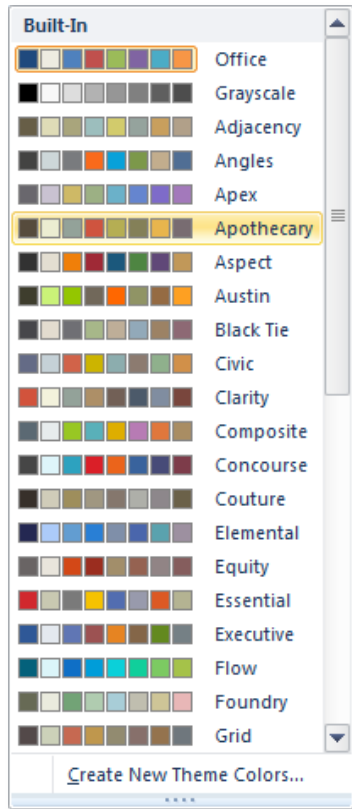 Built-In
Office
Grayscale
Adjacency
Angles
Apex
Apothecary
Aspect
Austin
Black Tie
Civic
Clarity
Composite
Concourse
Couture
Elemental
Equity
Essential
Executive
Flow
Foundry
Grid
Create New Theme Colors...